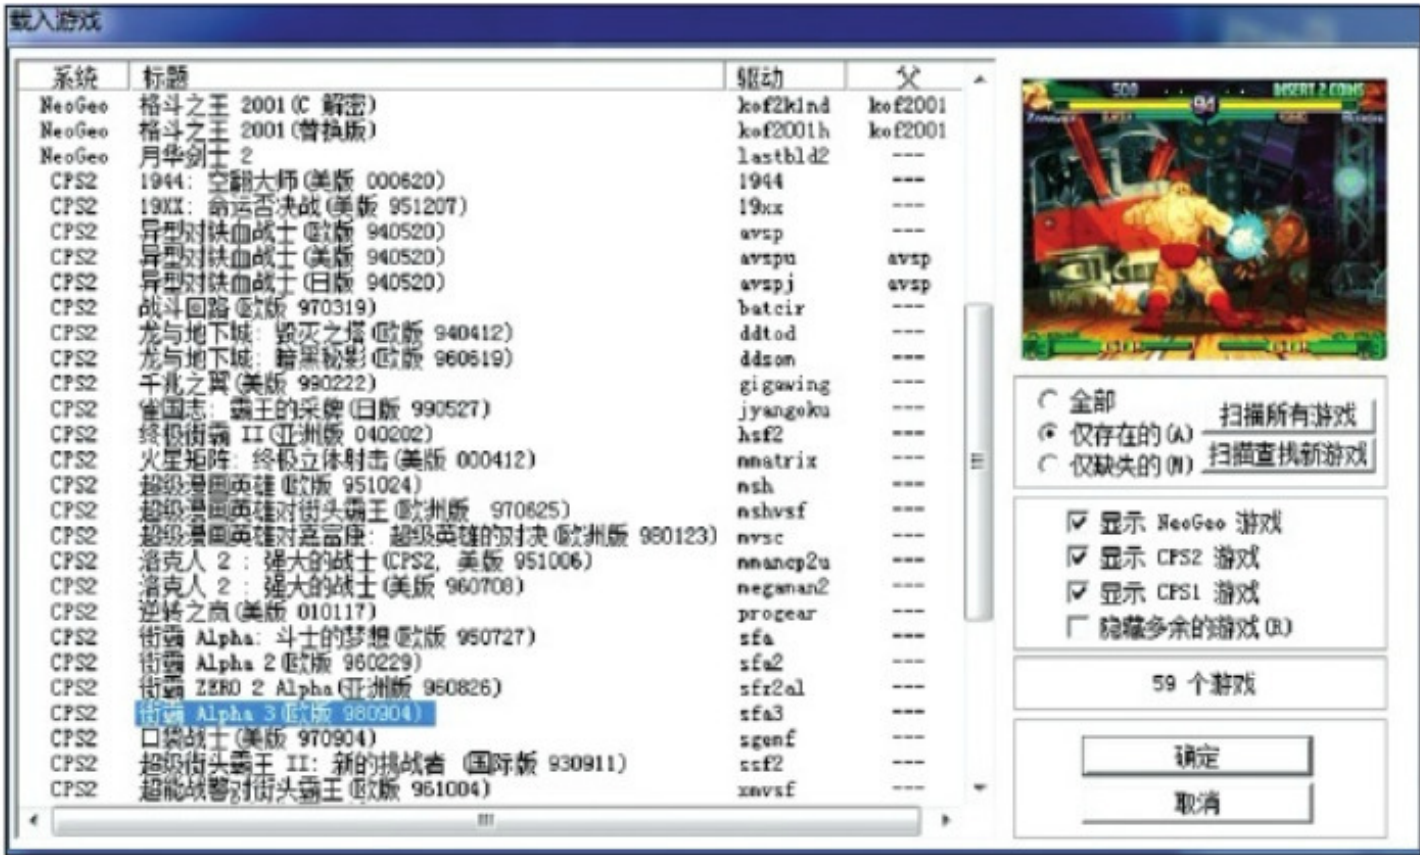 载入游戏
系统 标题 驱动 父
NeoGeo 格斗之王 2001(C 解密) kof2klnd kof2001
NeoGeo 格斗之王 2001(替换版) kof2001h kof2001
NeoGeo 月华剑士 2 lastbld2 ---
CPS2 1944: 空翻大师(美版 000620) 1944 ---
CPS2 19XX: 命运否决战(美版 951207) 19xx ---
CPS2 异型对铁血战士(欧版 940520) avsp ---
CPS2 异型对铁血战士(美版 940520) avspu avsp
CPS2 异型对铁血战士(日版 940520) avspj avsp
CPS2 战斗回路(欧版 970319) batcir ---
CPS2 龙与地下城: 毁灭之塔(欧版 940412) ddtod ---
CPS2 龙与地下城: 暗黑秘影(欧版 960619) ddsom ---
CPS2 千兆之翼(美版 990222) gigawing ---
CPS2 雀国志: 霸王的采牌(日版 990527) jyangoku ---
CPS2 终极街霸 II(亚洲版 040202) hsf2 ---
CPS2 火星矩阵: 终极立体射击(美版 000412) mmatrix ---
CPS2 超级漫画英雄(欧版 951024) msh ---
CPS2 超级漫画英雄对街头霸王(欧洲版 970625) mshvsf ---
CPS2 超级漫画英雄对嘉富康: 超级英雄的对决(欧洲版 980123) mvsc ---
CPS2 洛克人 2 : 强大的战士(CPS2, 美版 951006) mmancp2u ---
CPS2 洛克人 2 : 强大的战士(美版 960708) megaman2 ---
CPS2 逆转之商(美版 010117) progear ---
CPS2 街霸 Alpha: 斗士的梦想(欧版 950727) sfa ---
CPS2 街霸 Alpha 2(欧版 960229) sfa2 ---
CPS2 街霸 ZERO 2 Alpha(亚洲版 960826) sfz2al ---
CPS2 街霸 Alpha 3(欧版 980904) sfa3 ---
CPS2 口袋战士(美版 970904) sgemf ---
CPS2 超级街头霸王 II: 新的挑战者 (国际版 930911) ssf2 ---
CPS2 超能战警对街头霸王(欧版 961004) xmvsf ---
500 94 INSERT 2 COINS
全部
扫描所有游戏
仅存在的(A)
仅缺失的(M)
扫描查找新游戏
显示 NeoGeo 游戏
显示 CPS2 游戏
显示 CPS1 游戏
隐藏多余的游戏(R)
59 个游戏
确定
取消